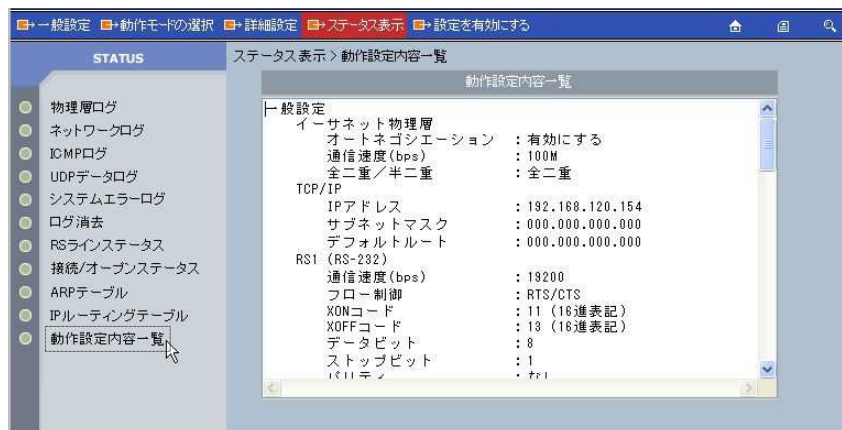 一般設定 動作モードの選択 詳細設定 ステータス表示 設定を有効にする
STATUS
ステータス表示 > 動作設定内容一覧
動作設定内容一覧
物理層ログ
ネットワークログ
ICMPログ
UDPデータログ
システムエラーログ
ログ消去
RSラインステータス
接続/オープンステータス
ARPテーブル
IPルーティングテーブル
動作設定内容一覧
一般設定
イーサネット物理層
オートネゴシエーション : 有効にする
通信速度(bps) : 100M
全二重/半二重 : 全二重
TCP/IP
IPアドレス : 192.168.120.154
サブネットマスク : 000.000.000.000
デフォルトルート : 000.000.000.000
RS1 (RS-232)
通信速度(bps) : 19200
フロー制御 : RTS/CTS
XONコード : 11 (16進表記)
XOFFコード : 13 (16進表記)
データビット : 8
ストップビット : 1
パリティ : なし